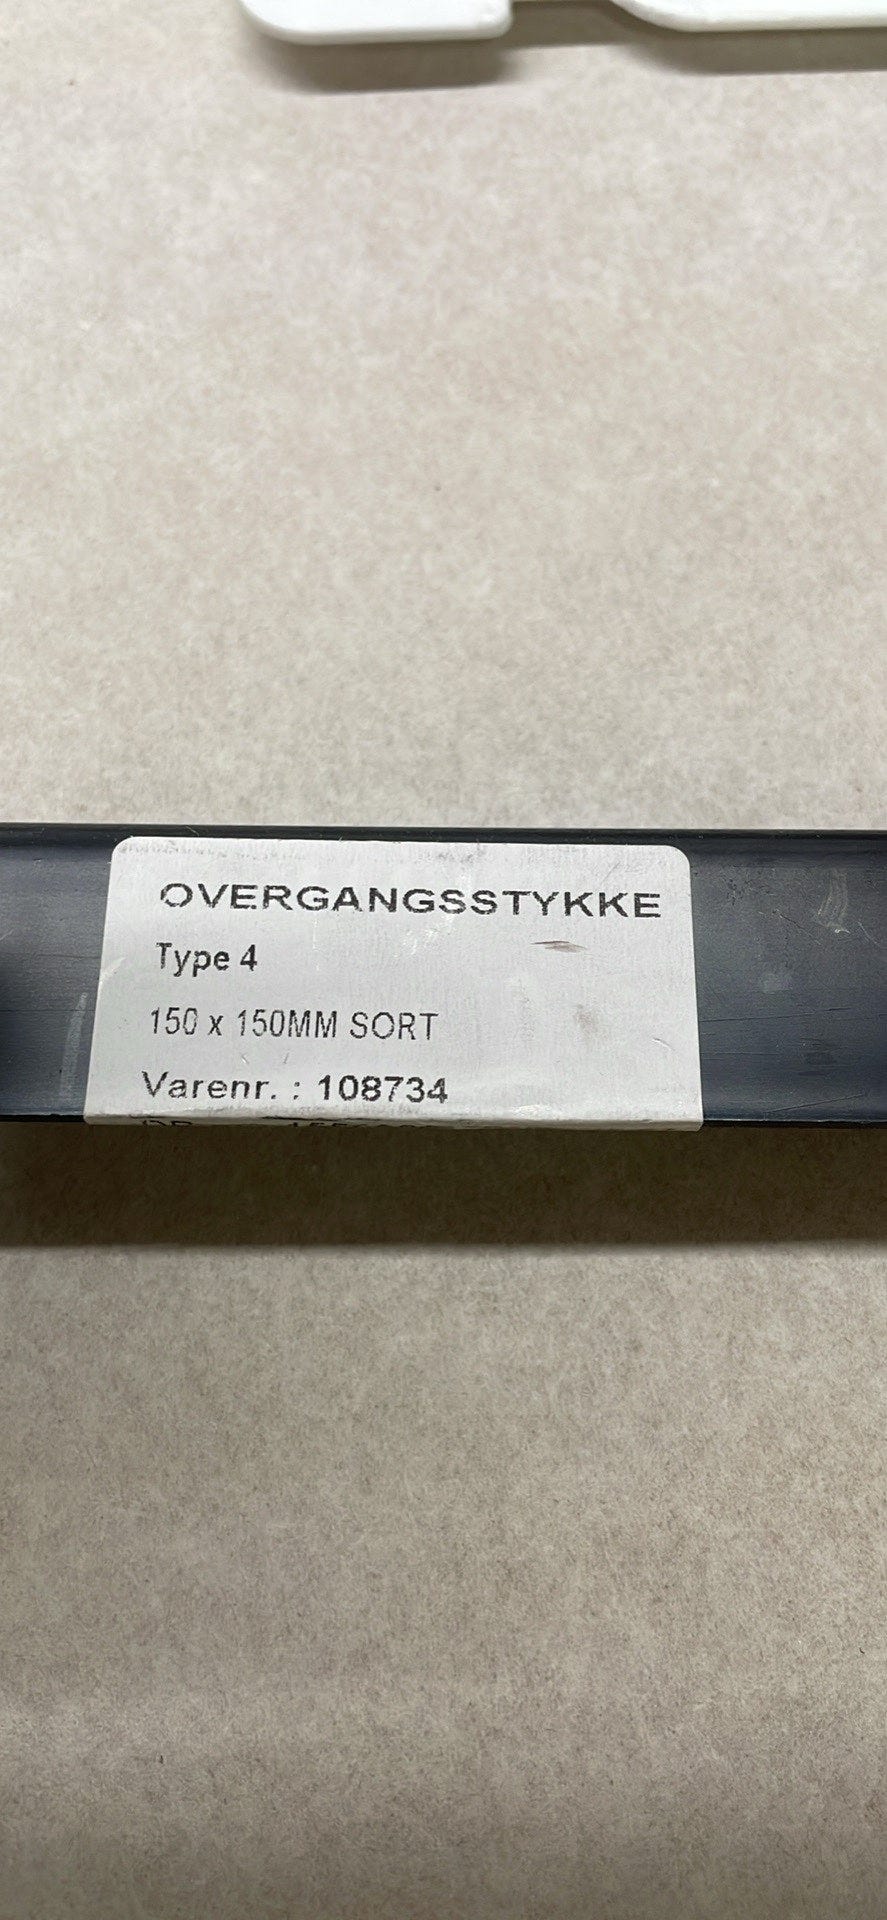 OVERGANGSSTYKKE
Type 4
150 x 150MM SORT
Varenr. : 108734